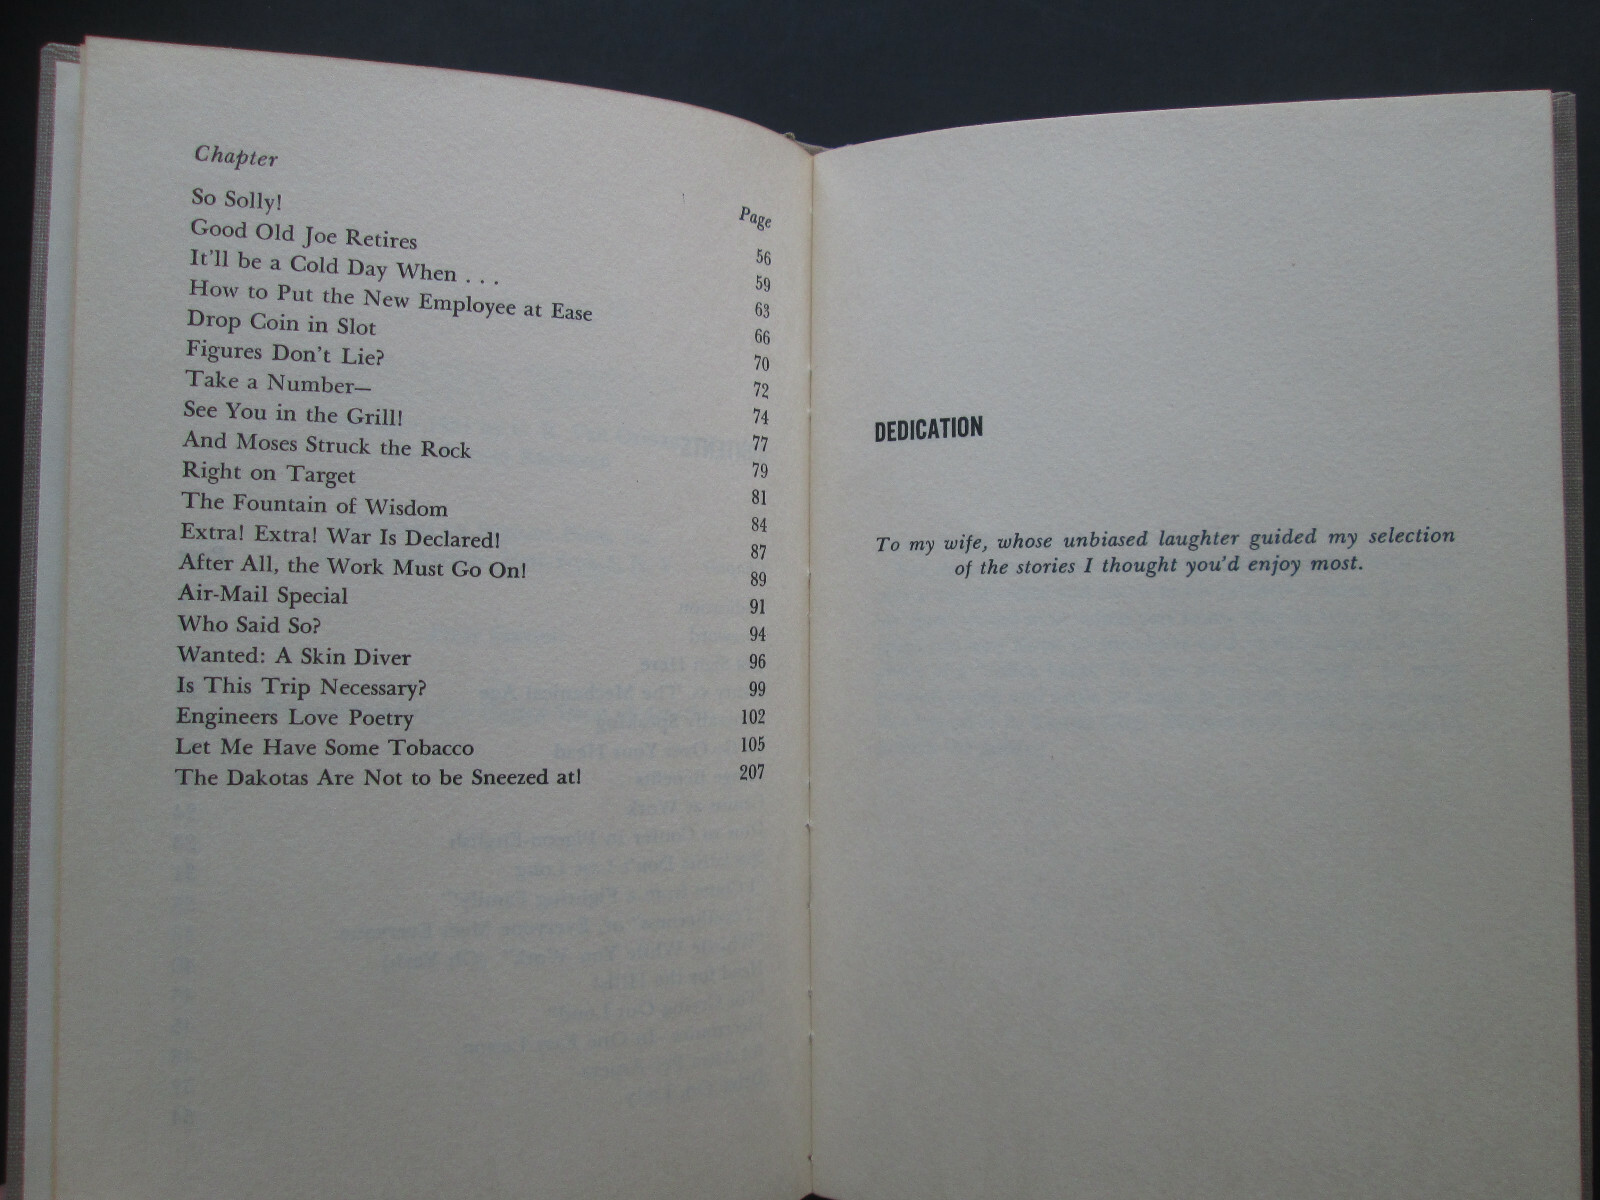 Chapter Page
So Solly! 56
Good Old Joe Retires 59
It'll be a Cold Day When . . . 63
How to Put the New Employee at Ease 66
Drop Coin in Slot 70
Figures Don't Lie? 72
Take a Number— 74
See You in the Grill! 77
And Moses Struck the Rock 79
Right on Target 81
The Fountain of Wisdom 84
Extra! Extra! War Is Declared! 87
After All, the Work Must Go On! 89
Air-Mail Special 91
Who Said So? 94
Wanted: A Skin Diver 96
Is This Trip Necessary? 99
Engineers Love Poetry 102
Let Me Have Some Tobacco 105
The Dakotas Are Not to be Sneezed at! 207
DEDICATION
To my wife, whose unbiased laughter guided my selection
of the stories I thought you'd enjoy most.